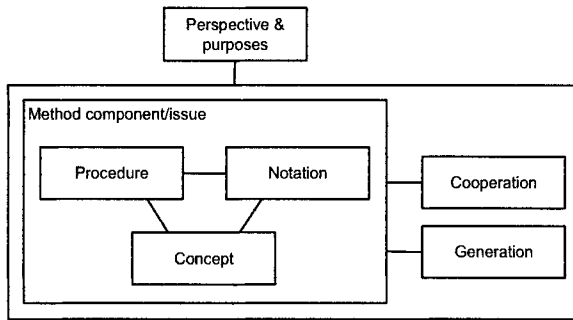 Perspective &
purposes
Method component/issue
Procedure
Notation
Cooperation
Concept
Generation